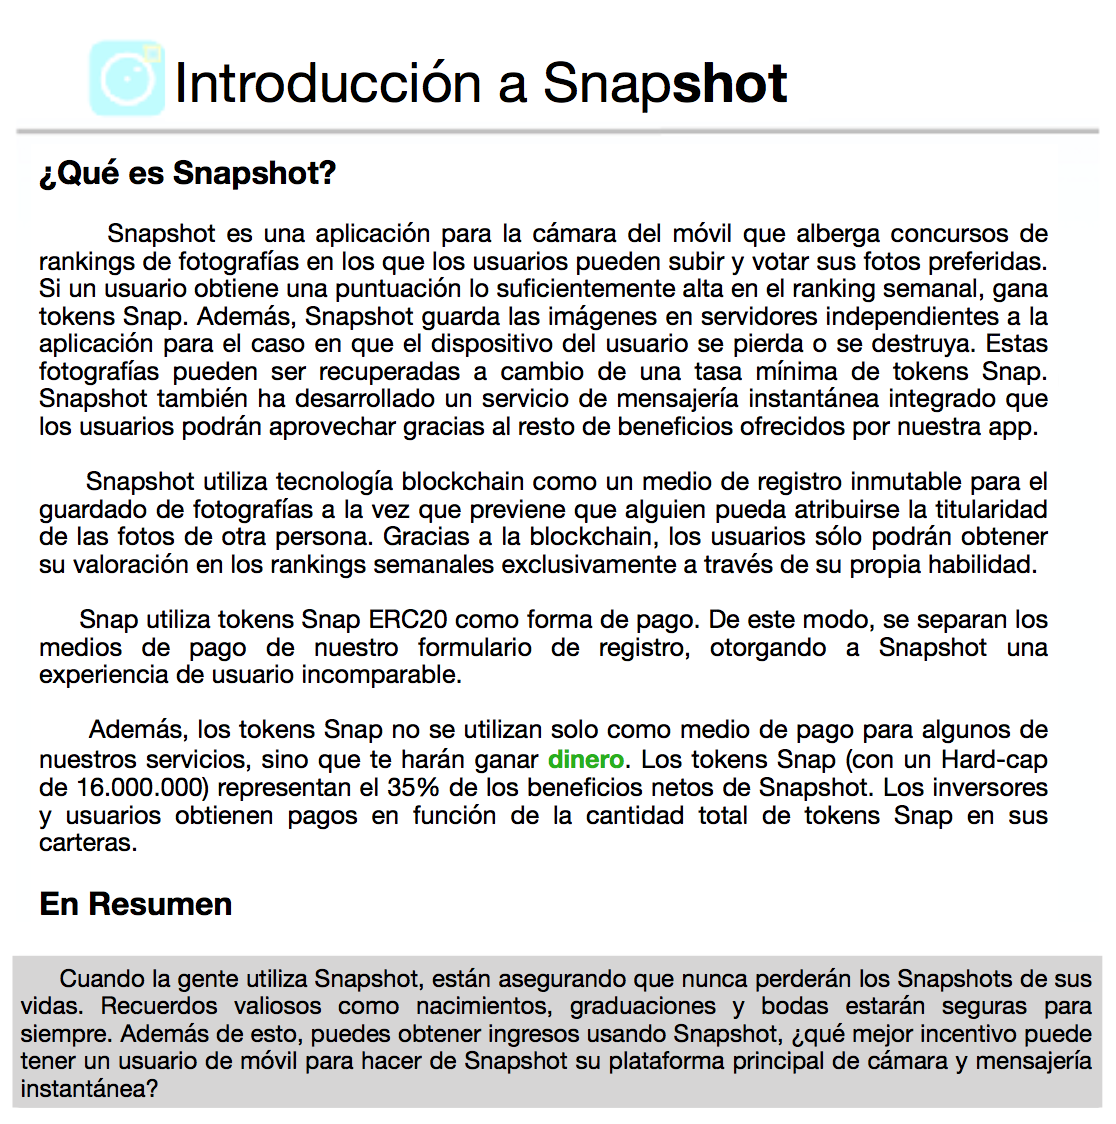 Introducción a Snapshot
¿Qué es Snapshot?
Snapshot es una aplicación para la cámara del móvil que alberga concursos de
rankings de fotografías en los que los usuarios pueden subir y votar sus fotos preferidas.
Si un usuario obtiene una puntuación lo suficientemente alta en el ranking semanal, gana
tokens Snap. Además, Snapshot guarda las imágenes en servidores independientes a la
aplicación para el caso en que el dispositivo del usuario se pierda o se destruya. Estas
fotografías pueden ser recuperadas a cambio de una tasa mínima de tokens Snap.
Snapshot también ha desarrollado un servicio de mensajería instantánea integrado que
los usuarios podrán aprovechar gracias al resto de beneficios ofrecidos por nuestra app.
Snapshot utiliza tecnología blockchain como un medio de registro inmutable para el
guardado de fotografías a la vez que previene que alguien pueda atribuirse la titularidad
de las fotos de otra persona. Gracias a la blockchain, los usuarios sólo podrán obtener
su valoración en los rankings semanales exclusivamente a través de su propia habilidad.
Snap utiliza tokens Snap ERC20 como forma de pago. De este modo, se separan los
medios de pago de nuestro formulario de registro, otorgando a Snapshot una
experiencia de usuario incomparable.
Además, los tokens Snap no se utilizan solo como medio de pago para algunos de
nuestros servicios, sino que te harán ganar dinero. Los tokens Snap (con un Hard-cap
de 16.000.000) representan el 35% de los beneficios netos de Snapshot. Los inversores
y usuarios obtienen pagos en función de la cantidad total de tokens Snap en sus
carteras.
En Resumen
Cuando la gente utiliza Snapshot, están asegurando que nunca perderán los Snapshots de sus
vidas. Recuerdos valiosos como nacimientos, graduaciones y bodas estarán seguras para
siempre. Además de esto, puedes obtener ingresos usando Snapshot, ¿qué mejor incentivo puede
tener un usuario de móvil para hacer de Snapshot su plataforma principal de cámara y mensajería
instantánea?